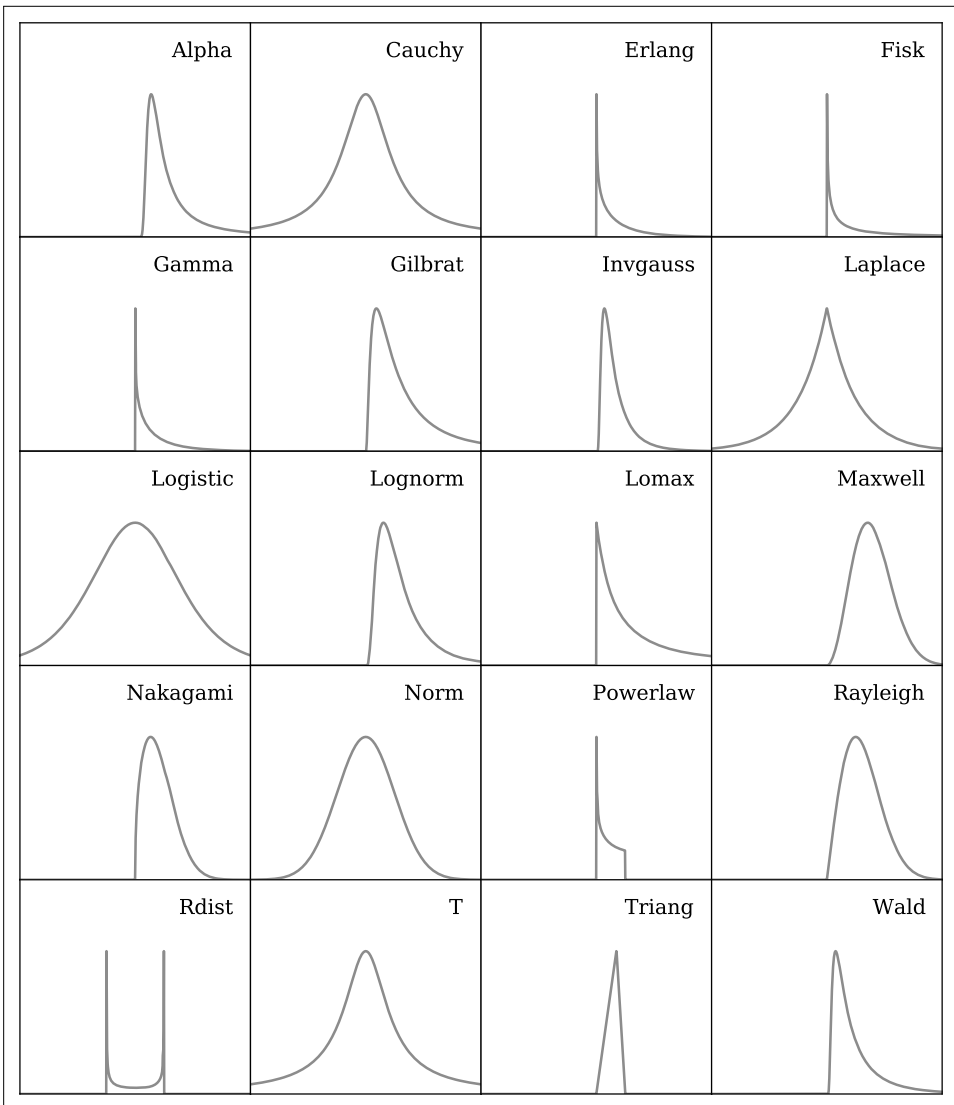 Alpha Cauchy Erlang Fisk
Gamma Gilbrat Invgauss Laplace
Logistic Lognorm Lomax Maxwell
Nakagami Norm Powerlaw Rayleigh
Rdist T Triang Wald